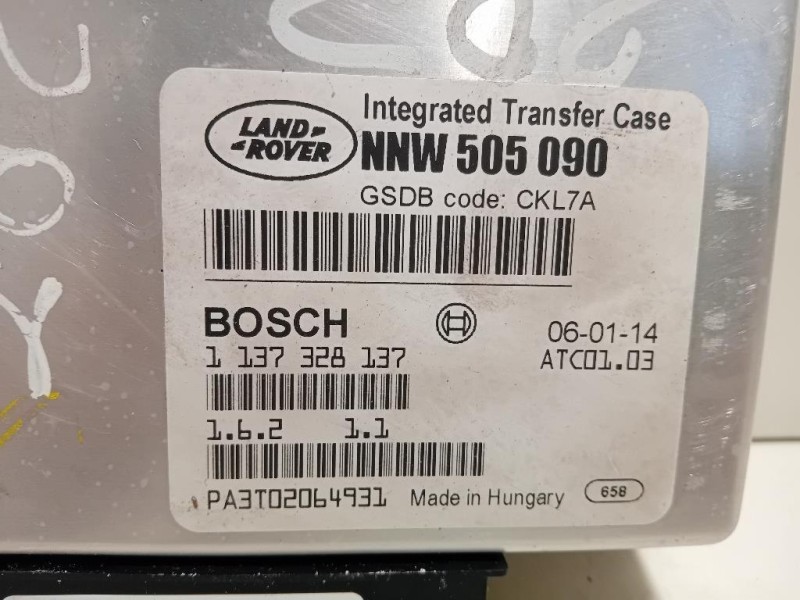 Integrated Transfer Case
LAND ROVER
NNW 505 090
GSDB code: CKL7A
BOSCH
06-01-14
1 137 328 137
ATC01.03
1.6.2 1.1
PA3T02064931 Made in Hungary 658